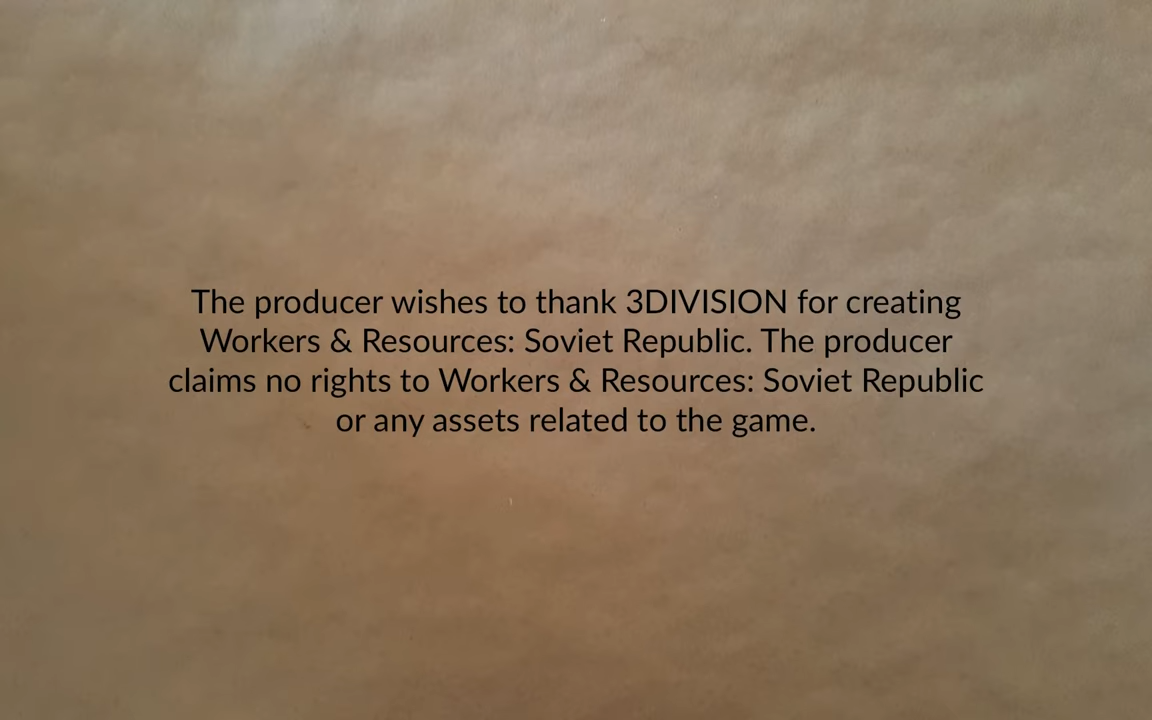 The producer wishes to thank 3DIVISION for creating
Workers & Resources: Soviet Republic. The producer
claims no rights to Workers & Resources: Soviet Republic
or any assets related to the game.